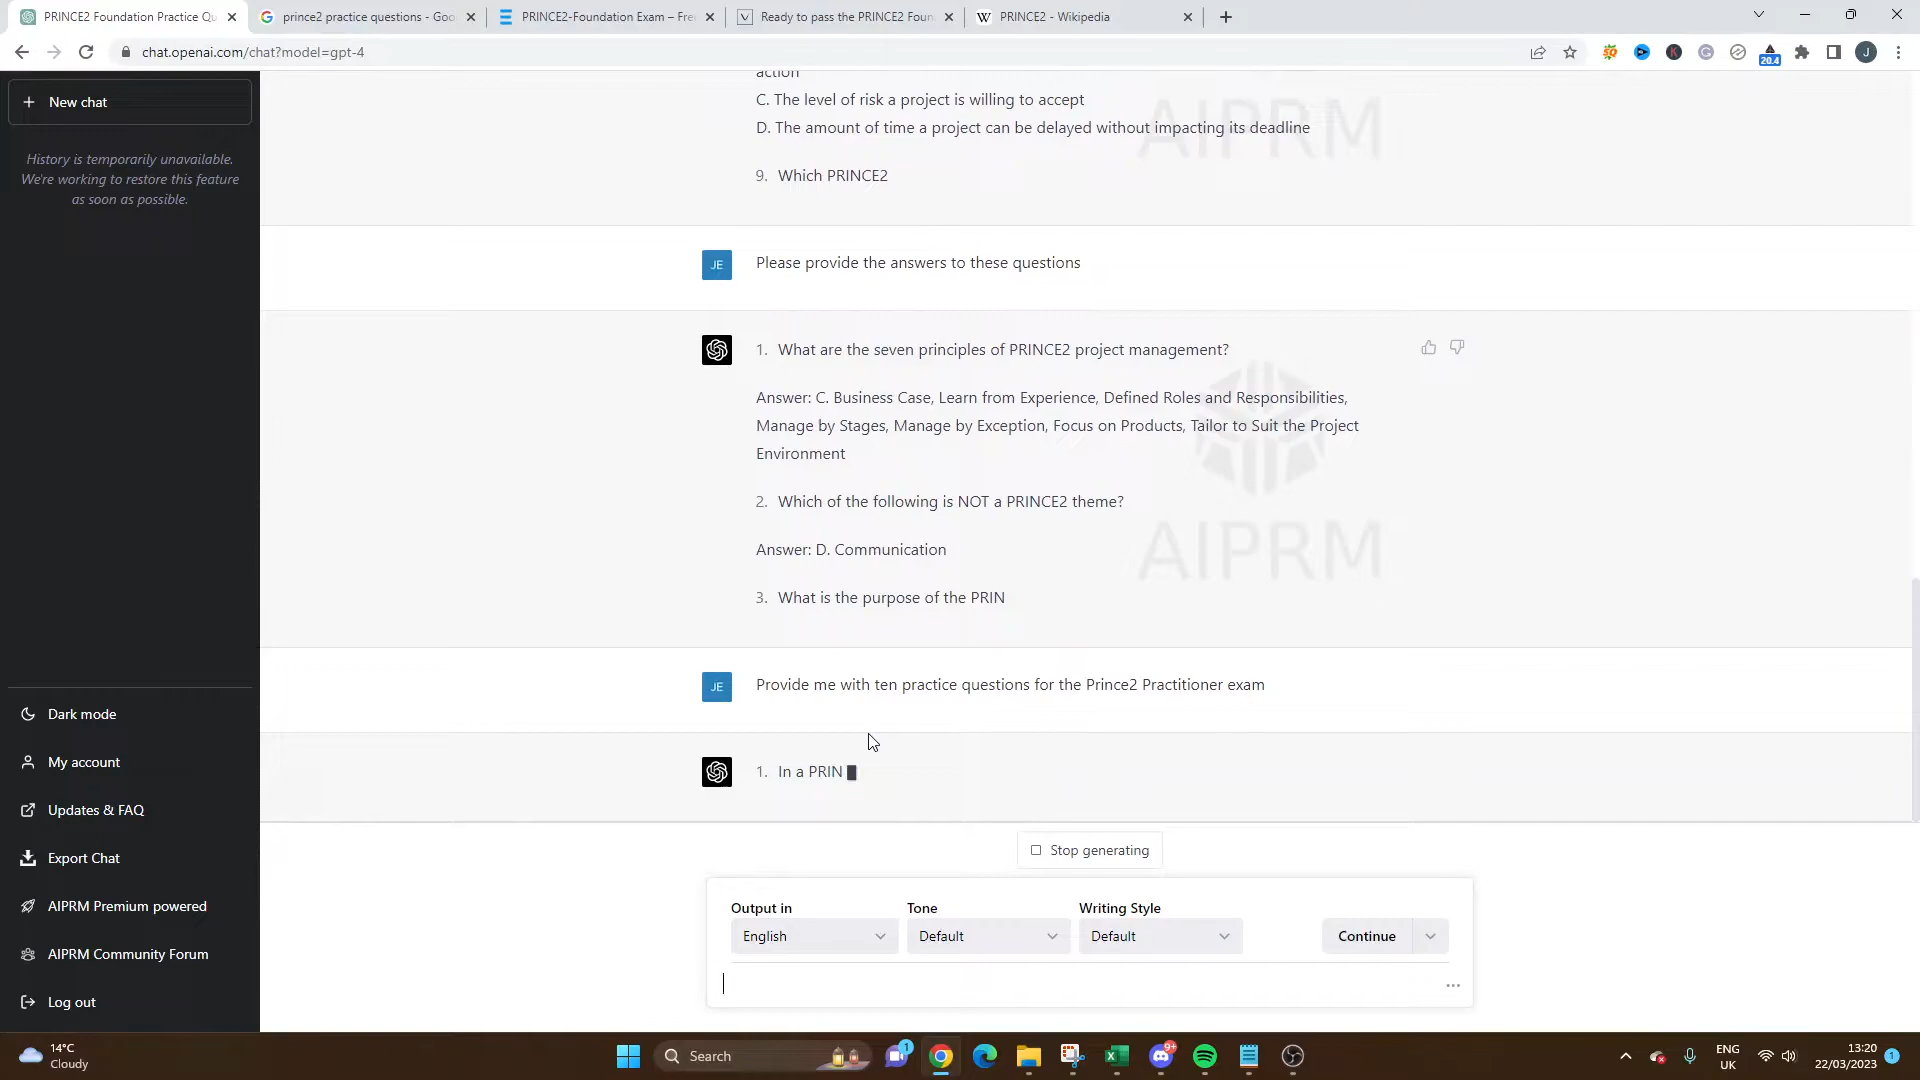 PRINCE2 Foundation Practice Qu
prince2 practice questions - Goo
PRINCE2-Foundation Exam – Fre
Ready to pass the PRINCE2 Foun
PRINCE2 - Wikipedia
chat.openai.com/chat?model=gpt-4
20.4
J
New chat
History is temporarily unavailable.
We're working to restore this feature
as soon as possible.
action
C. The level of risk a project is willing to accept
D. The amount of time a project can be delayed without impacting its deadline
AIPRM
9. Which PRINCE2
JE
Please provide the answers to these questions
1. What are the seven principles of PRINCE2 project management?
Answer: C. Business Case, Learn from Experience, Defined Roles and Responsibilities,
Manage by Stages, Manage by Exception, Focus on Products, Tailor to Suit the Project
Environment
2. Which of the following is NOT a PRINCE2 theme?
Answer: D. Communication
AIPRM
3. What is the purpose of the PRIN
JE
Provide me with ten practice questions for the Prince2 Practitioner exam
1. In a PRIN
Dark mode
My account
Updates & FAQ
Export Chat
AIPRM Premium powered
AIPRM Community Forum
Log out
Stop generating
Output in
Tone
Writing Style
English
Default
Default
Continue
14°C
Cloudy
Search
1
9+
ENG
UK
13:20
22/03/2023
1